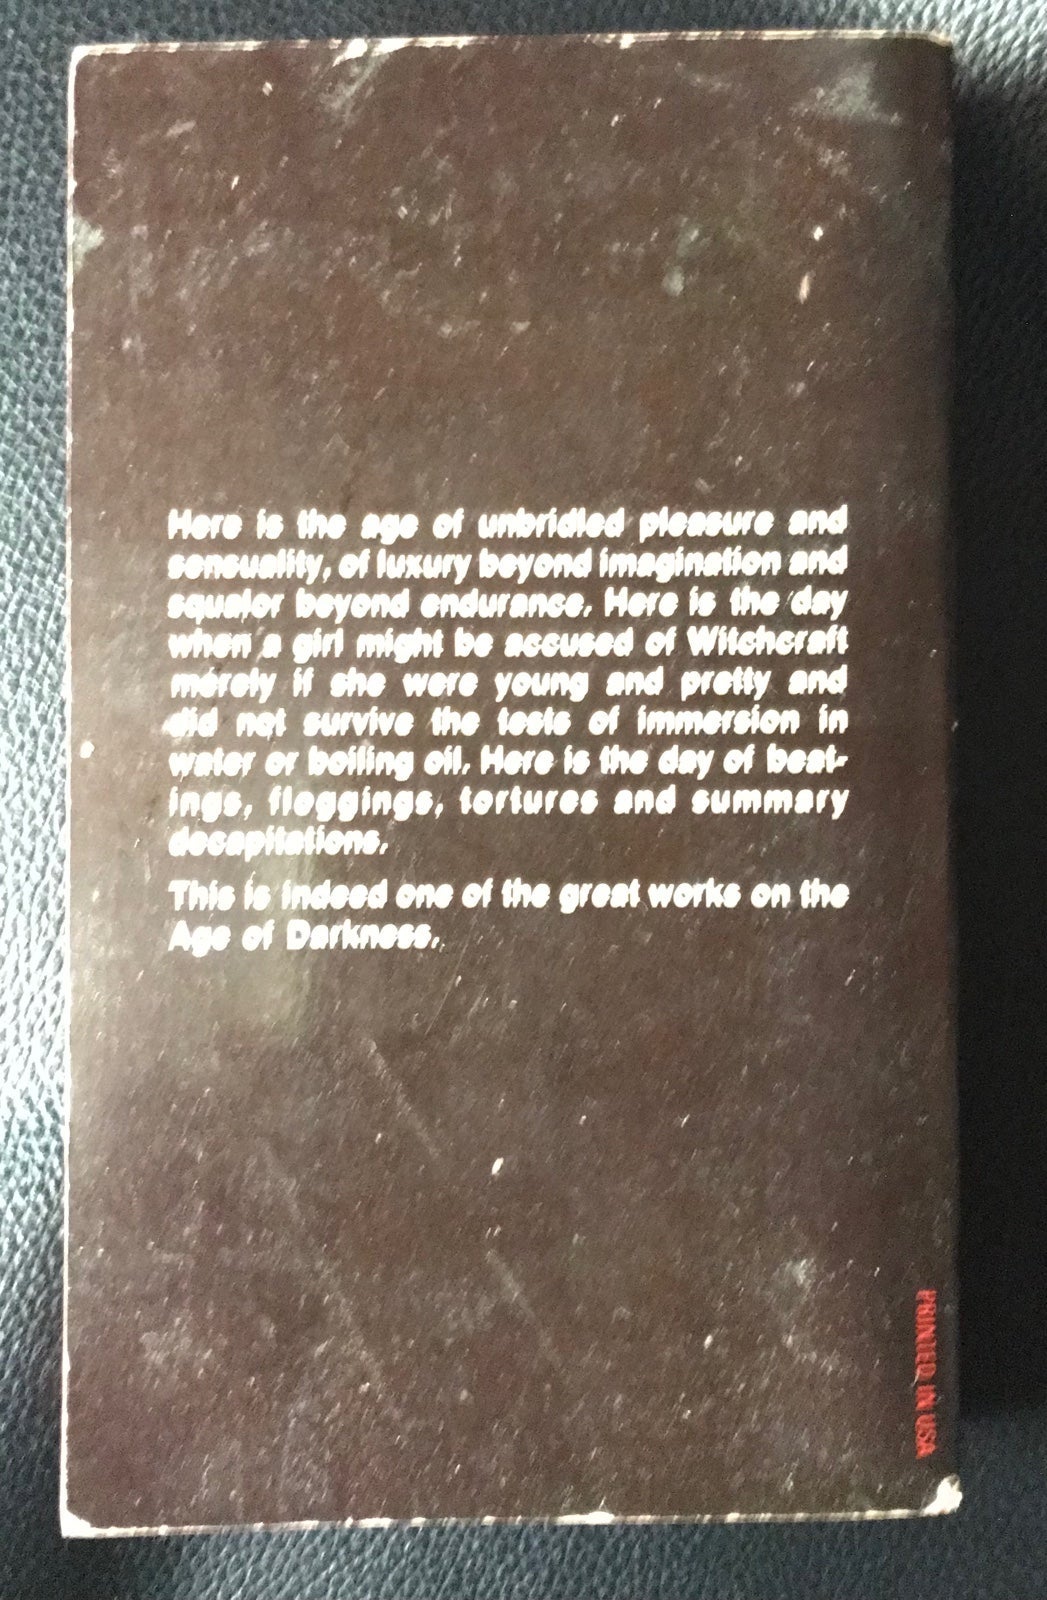 Here is the age of unbridled pleasure and
sensuality, of luxury beyond imagination and
squalor beyond endurance. Here is the day
when a girl might be accused of Witchcraft
merely if she were young and pretty and
did not survive the tests of immersion in
water or boiling oil. Here is the day of beat-
ings, floggings, tortures and summary
decapitations.
This is indeed one of the great works on the
Age of Darkness.
PRINTED IN USA